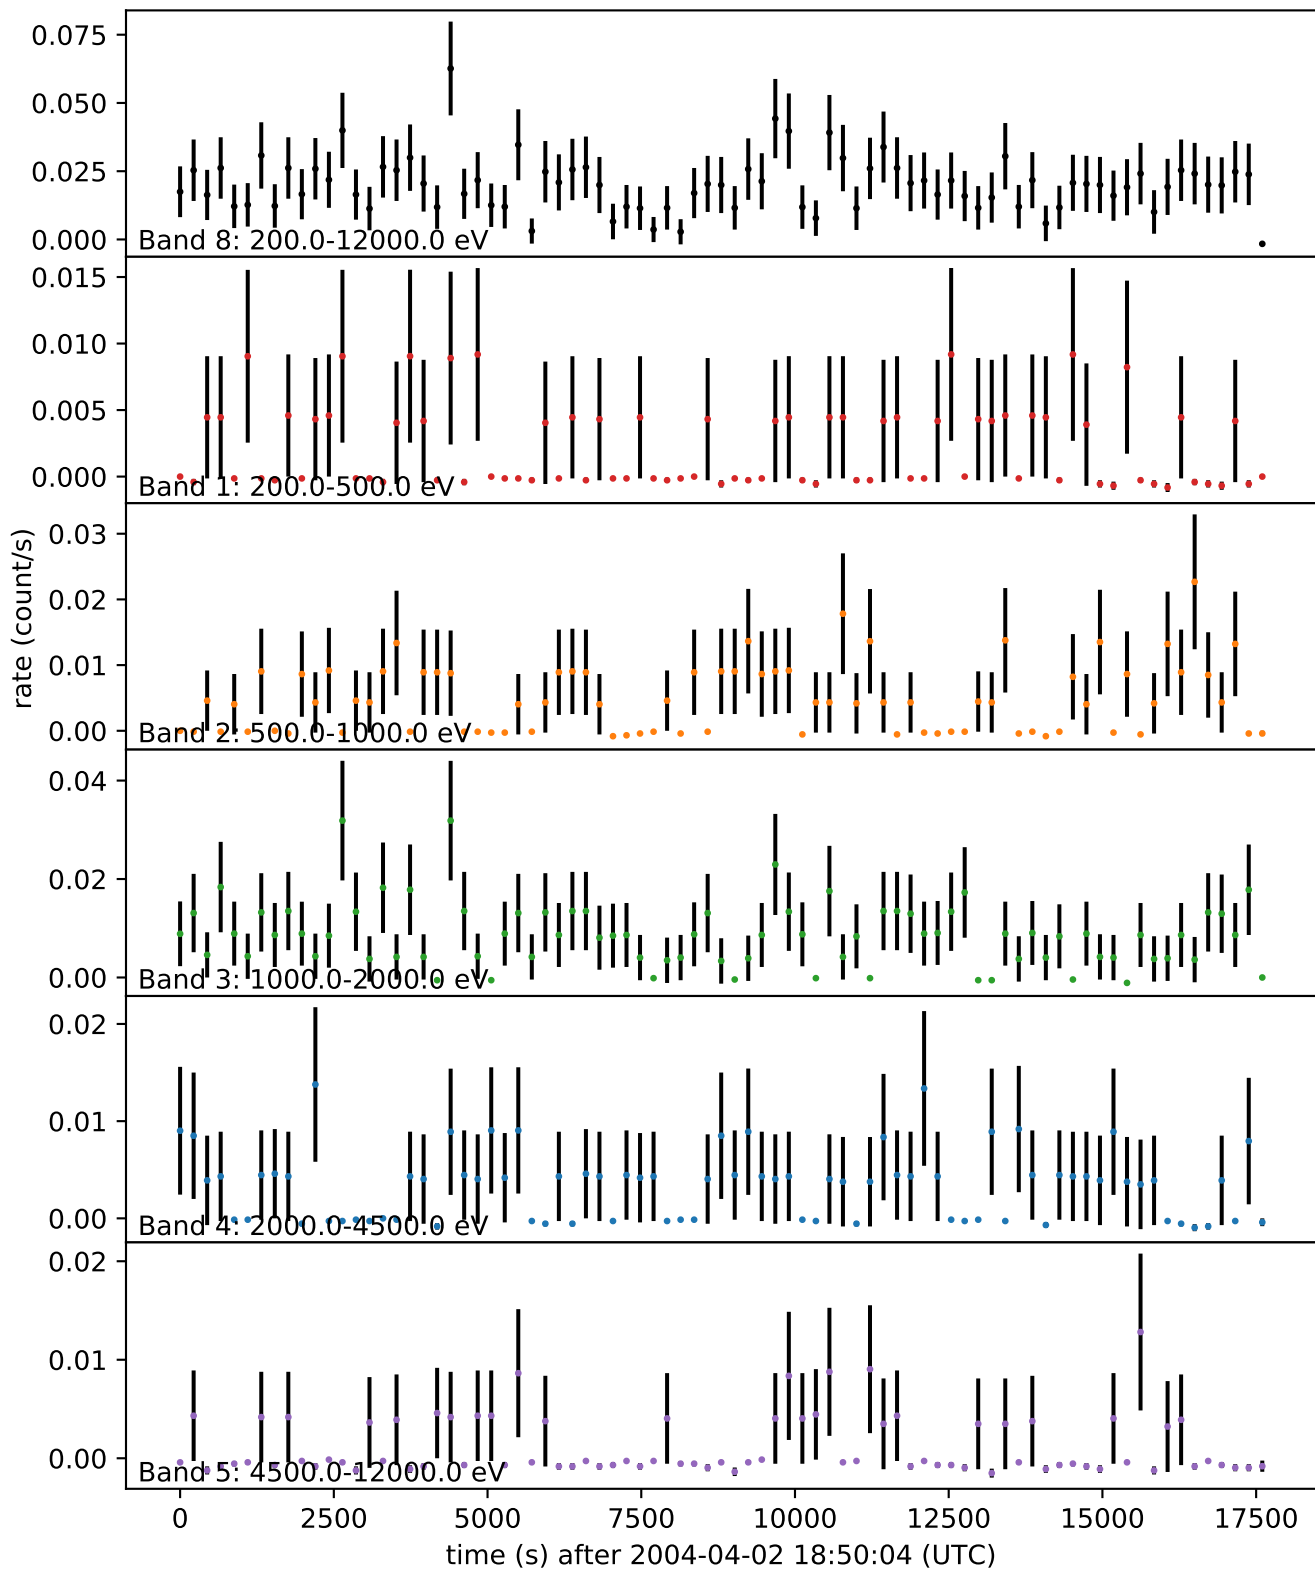 0.075
0.050
0.025
0.000
Band 8: 200.0-12000.0 eV
0.015
0.010
0.005
0.000
Band 1: 200.0-500.0 eV
0.03
0.02
0.01
0.00
Band 2: 500.0-1000.0 eV
rate (count/s)
0.04
0.02
0.00
Band 3: 1000.0-2000.0 eV
0.02
0.01
0.00
Band 4: 2000.0-4500.0 eV
0.02
0.01
0.00
Band 5: 4500.0-12000.0 eV
0 2500 5000 7500 10000 12500 15000 17500
time (s) after 2004-04-02 18:50:04 (UTC)